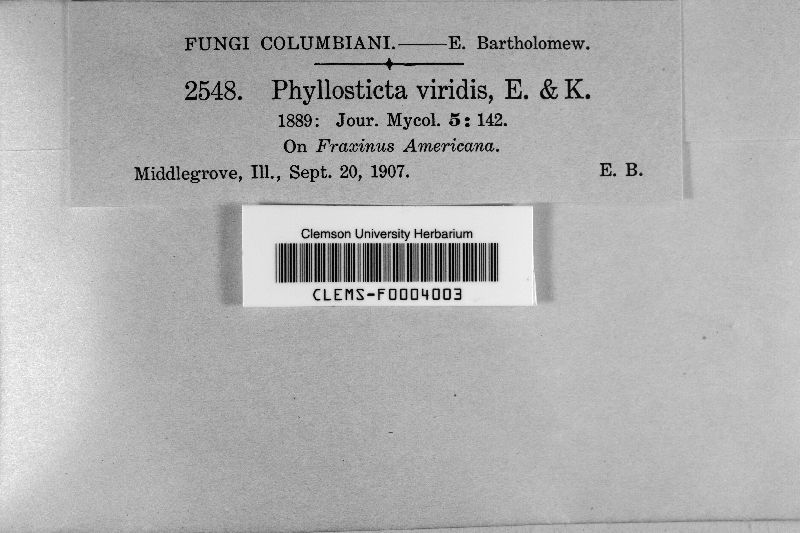 FUNGI COLUMBIANI.——E. Bartholomew.
2548. Phyllosticta viridis, E. & K.
1889: Jour. Mycol. 5: 142.
On Fraxinus Americana.
Middlegrove, Ill., Sept. 20, 1907. E. B.
Clemson University Herbarium
CLEMS-F0004003